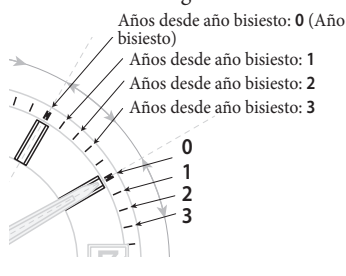 Años desde año bisiesto: 0 (Año
bisiesto)
Años desde año bisiesto: 1
Años desde año bisiesto: 2
Años desde año bisiesto: 3
0
1
2
3